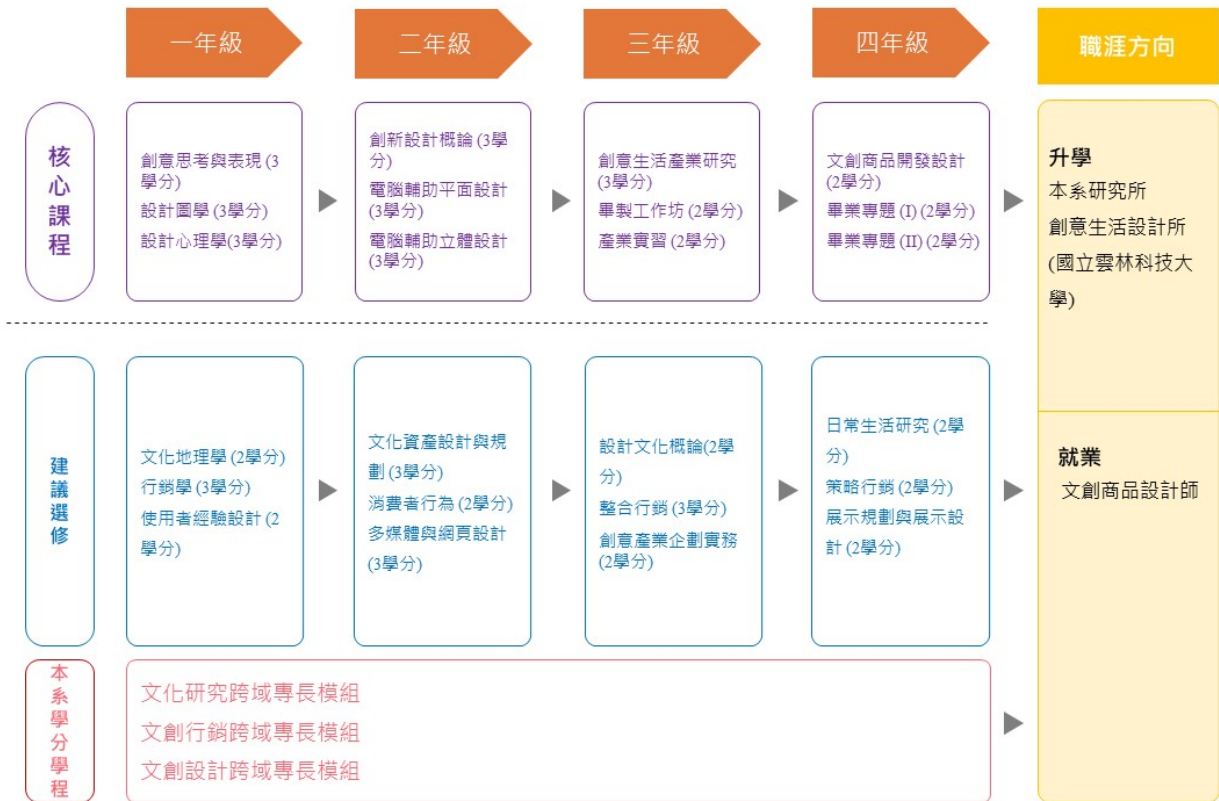 一年級
二年級
三年級
四年級
職涯方向
核心課程
創意思考與表現 (3
學分)
設計圖學 (3學分)
設計心理學(3學分)
創新設計概論 (3學
分)
電腦輔助平面設計
(3學分)
電腦輔助立體設計
(3學分)
創意生活產業研究
(3學分)
畢製工作坊 (2學分)
產業實習 (2學分)
文創商品開發設計
(2學分)
畢業專題 (I) (2學分)
畢業專題 (II) (2學分)
升學
本系研究所
創意生活設計所
(國立雲林科技大
學)
建議選修
文化地理學 (2學分)
行銷學 (3學分)
使用者經驗設計 (2
學分)
文化資產設計與規
劃 (3學分)
消費者行為 (2學分)
多媒體與網頁設計
(3學分)
設計文化概論(2學
分)
整合行銷 (3學分)
創意產業企劃實務
(2學分)
日常生活研究 (2學
分)
策略行銷 (2學分)
展示規劃與展示設
計 (2學分)
就業
文創商品設計師
本系學分學程
文化研究跨域專長模組
文創行銷跨域專長模組
文創設計跨域專長模組